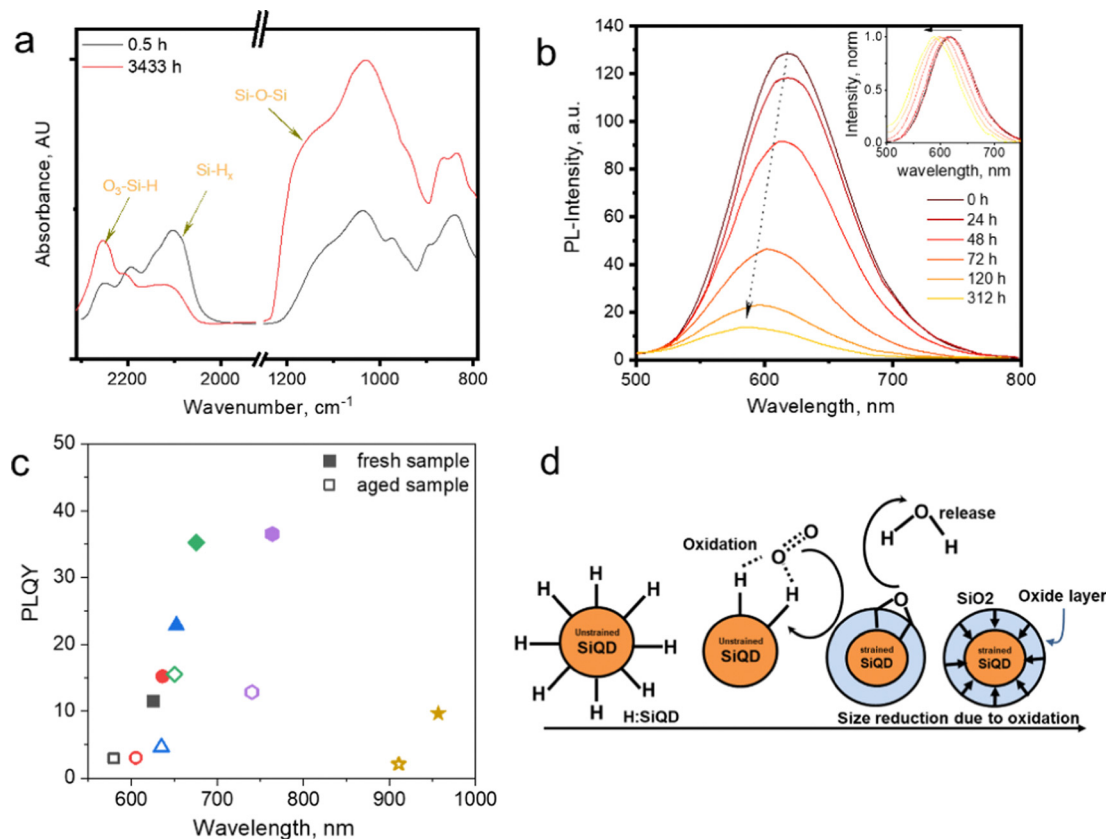 a
0.5 h
3433 h
Si-O-Si
Si-Hₓ
O₃-Si-H
Absorbance, AU
2200
2000
1200
1000
800
Wavenumber, cm⁻¹
b
PL-Intensity, a.u.
140
130
120
100
80
60
40
20
0
500
600
700
800
Wavelength, nm
Intensity, norm
1.0
0.5
0.0
500
600
700
wavelength, nm
0 h
24 h
48 h
72 h
120 h
312 h
c
fresh sample
aged sample
PLQY
50
40
30
20
10
0
600
700
800
900
1000
Wavelength, nm
d
H
H
H
H
H
H
H
H
Unstrained
SiQD
H:SiQD
Oxidation
O
O
H
H
Unstrained
SiQD
O
H
H
release
O
strained
SiQD
SiO2
Oxide layer
strained
SiQD
Size reduction due to oxidation